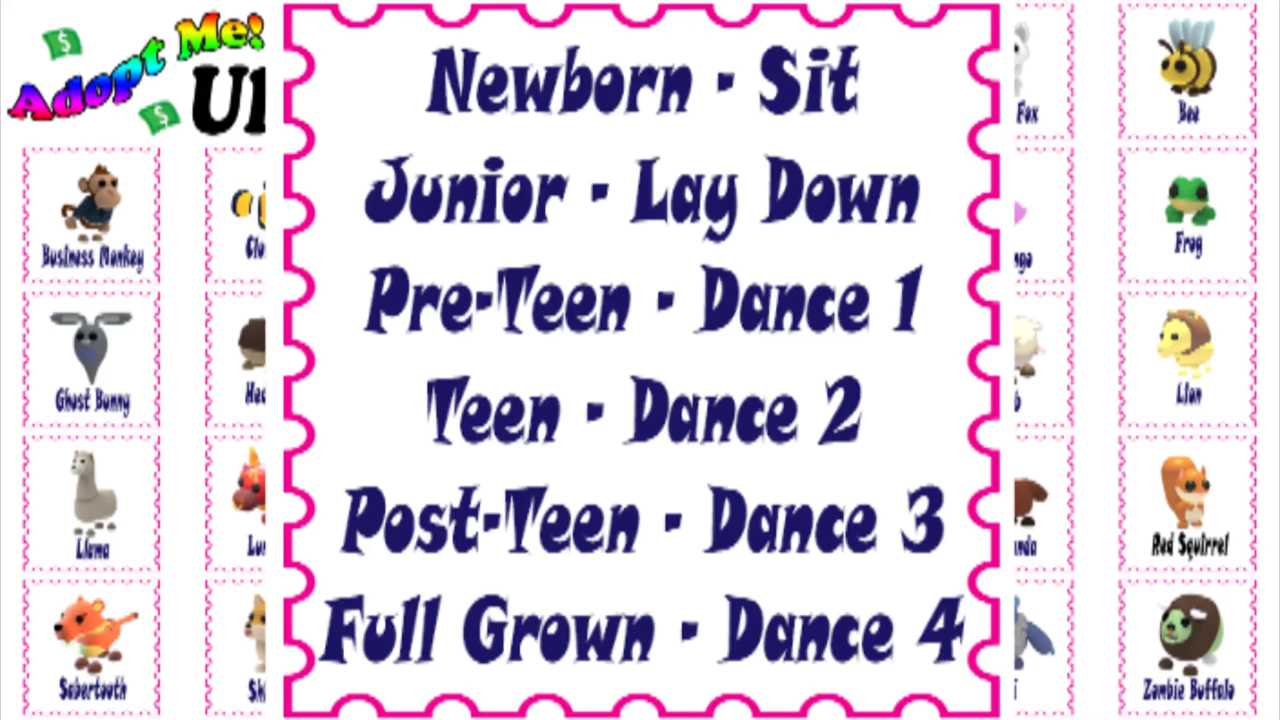 Adopt Me!
Newborn - Sit
Junior - Lay Down
Pre-Teen - Dance 1
Teen - Dance 2
Post-Teen - Dance 3
Full Grown - Dance 4
Business Monkey
Ghost Bunny
Llama
Sabertooth
Fox
Bee
Frog
Lion
Red Squirrel
Zombie Buffalo